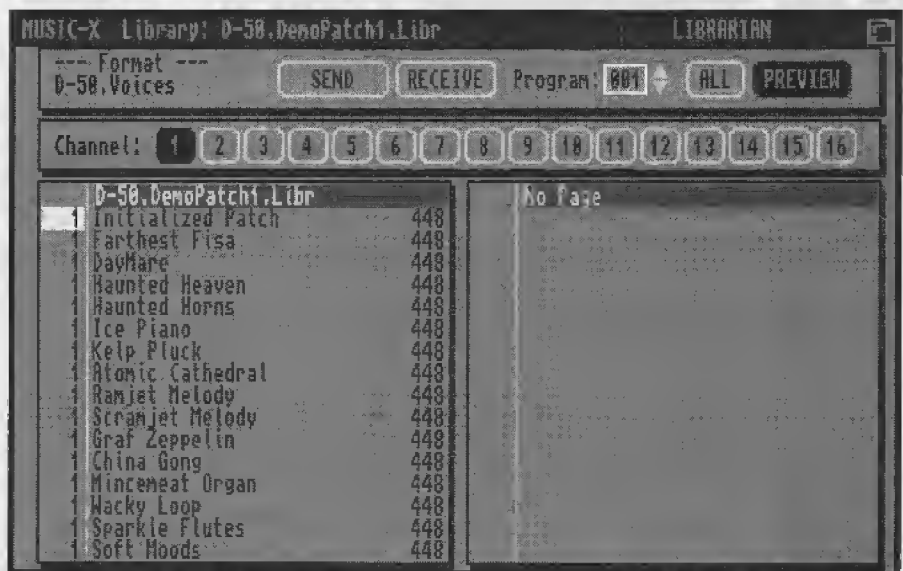 MUSIC-X Library: D-50.DemoPatch1.Libr LIBRARIAN
--- Format ---
D-50.Voices
SEND RECEIVE Program: 001 ALL PREVIEW
Channel: 1 2 3 4 5 6 7 8 9 10 11 12 13 14 15 16
D-50.DemoPatch1.Libr No Page
1 Initialized Patch 448
1 Farthest Fisa 448
1 DayMare 448
1 Haunted Heaven 448
1 Haunted Horns 448
1 Ice Piano 448
1 Kelp Pluck 448
1 Atomic Cathedral 448
1 Ramjet Melody 448
1 Scramjet Melody 448
1 Graf Zeppelin 448
1 China Gong 448
1 Mincemeat Organ 448
1 Wacky Loop 448
1 Sparkle Flutes 448
1 Soft Moods 448